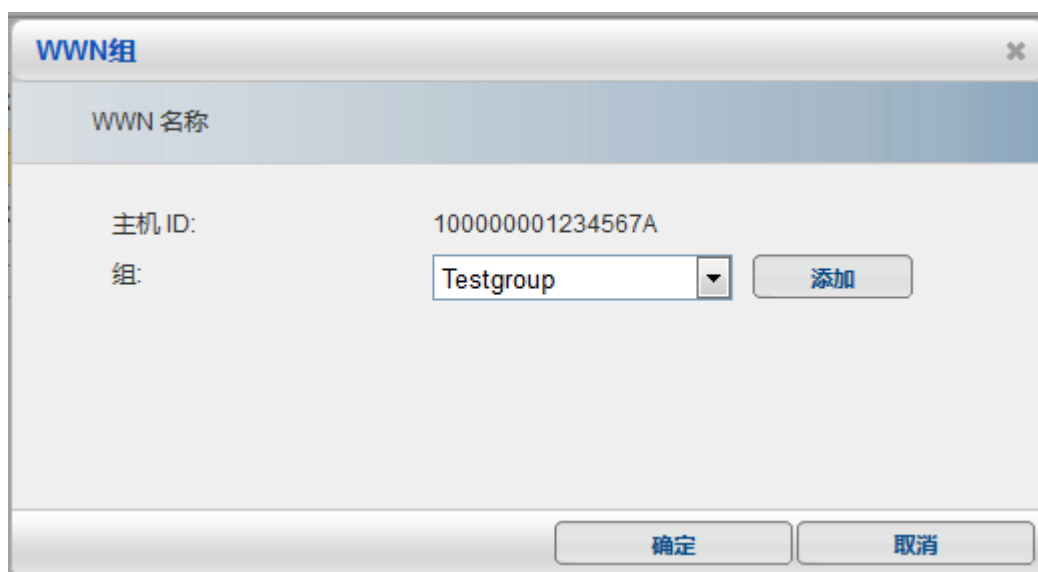 WWN组
WWN 名称
主机 ID: 100000001234567A
组: Testgroup 添加
确定 取消